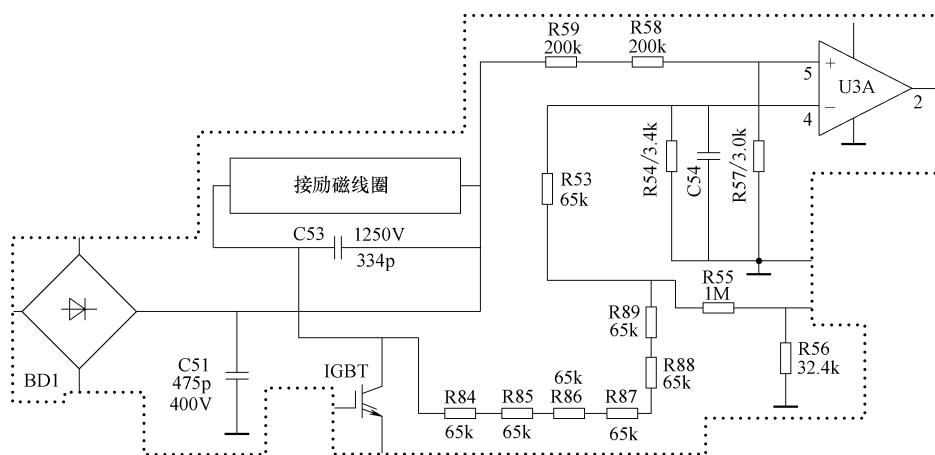 R59
200k
R58
200k
5
+
U3A
2
4
−
R54/3.4k
C54
R57/3.0k
接励磁线圈
R53
65k
C53
1250V
334p
R55
1M
R89
65k
R88
65k
R56
32.4k
C51
475p
400V
BD1
IGBT
R84
65k
R85
65k
65k
R86
R87
65k